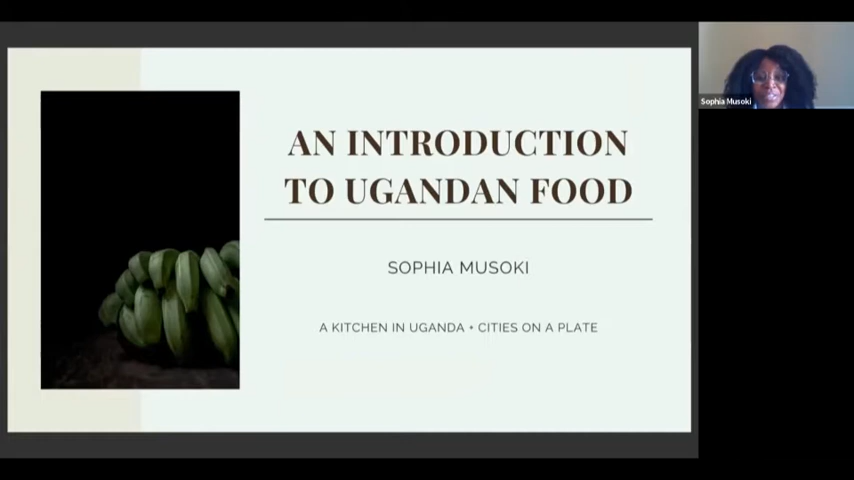 AN INTRODUCTION
TO UGANDAN FOOD
SOPHIA MUSOKI
A KITCHEN IN UGANDA + CITIES ON A PLATE
Sophia Musoki